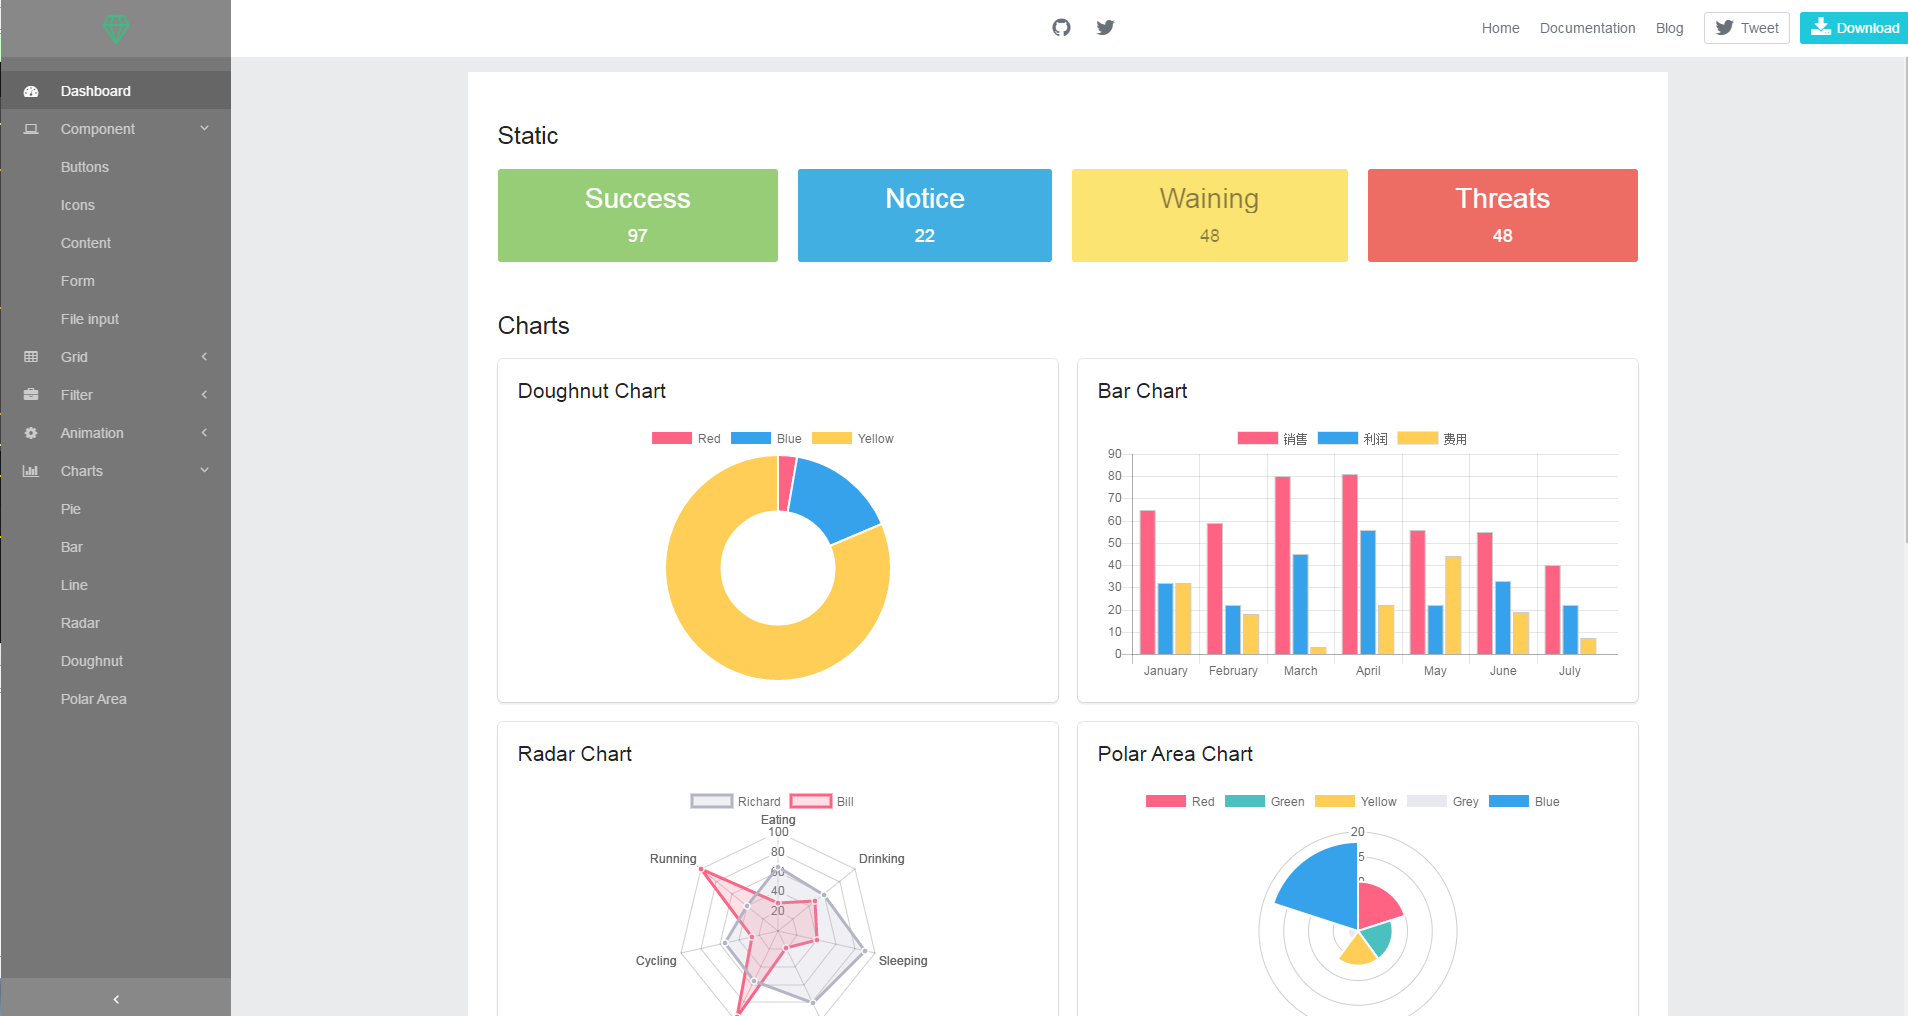 Home Documentation Blog Tweet Download
Dashboard
Component
Buttons
Icons
Content
Form
File input
Grid
Filter
Animation
Charts
Pie
Bar
Line
Radar
Doughnut
Polar Area
Static
Success
97
Notice
22
Waining
48
Threats
48
Charts
Doughnut Chart
Red Blue Yellow
Bar Chart
销售 利润 费用
90
80
70
60
50
40
30
20
10
0
January February March April May June July
Radar Chart
Richard Bill
Eating
100
80
60
40
20
Running
Drinking
Cycling
Sleeping
Polar Area Chart
Red Green Yellow Grey Blue
20
5